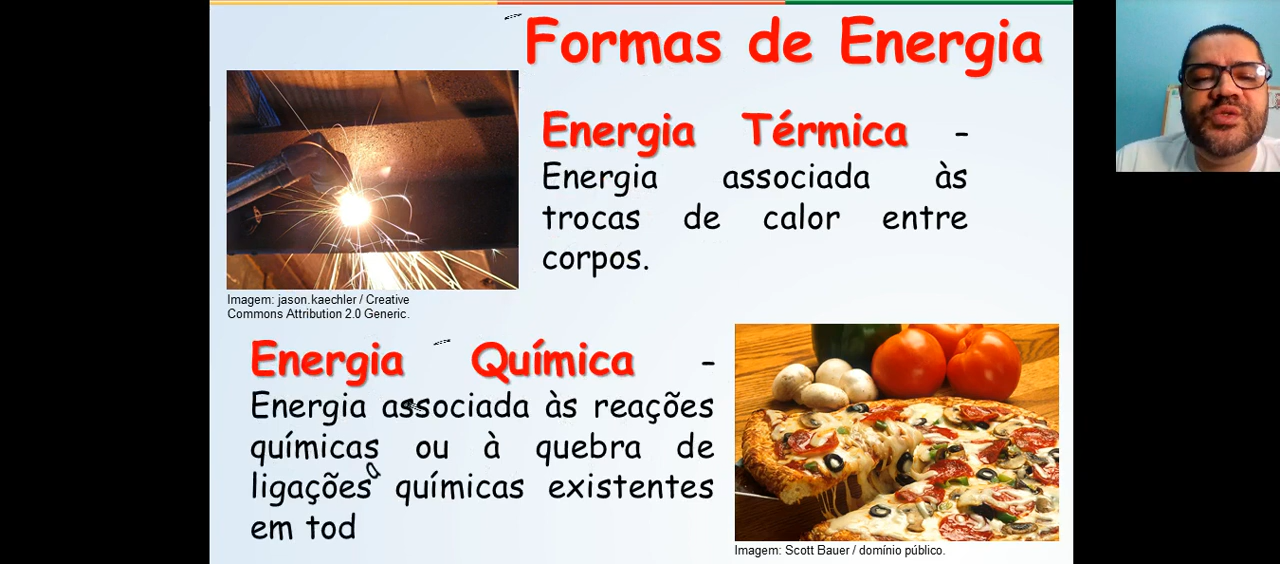 Formas de Energia
Energia Térmica -
Energia associada às
trocas de calor entre
corpos.
Imagem: jason.kaechler / Creative
Commons Attribution 2.0 Generic.
Energia Química -
Energia associada às reações
químicas ou à quebra de
ligações químicas existentes
em tod
a
Imagem: Scott Bauer / domínio público.